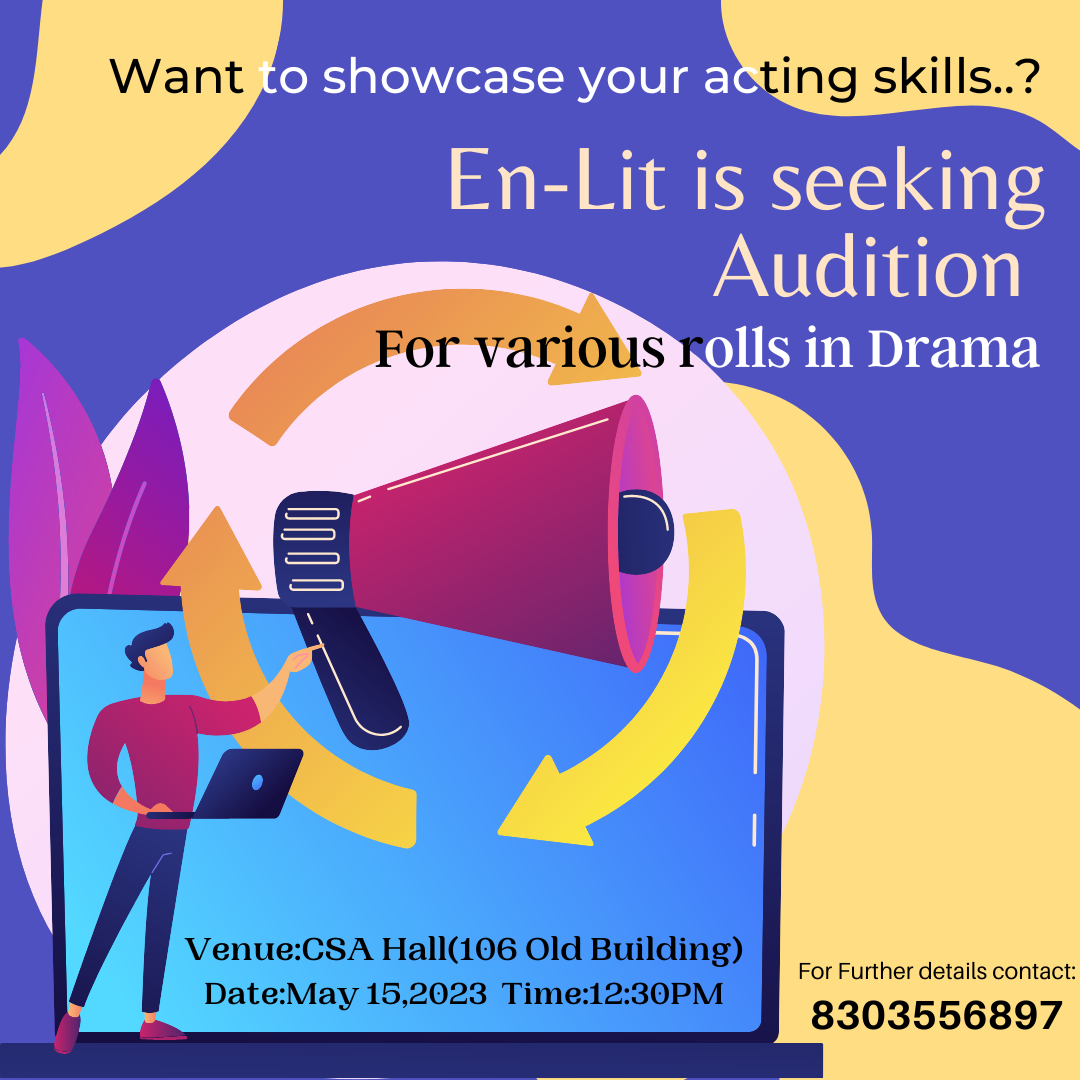 Want to showcase your acting skills..?
En-Lit is seeking
Audition
For various rolls in Drama
Venue:CSA Hall(106 Old Building)
Date:May 15,2023 Time:12:30PM
For Further details contact:
8303556897